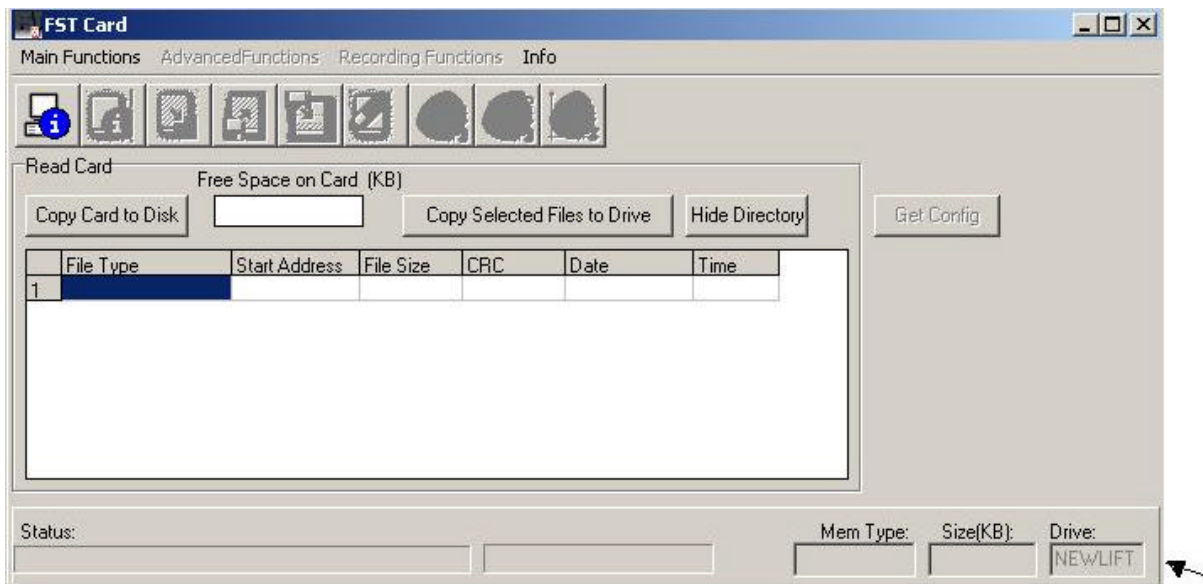 FST Card
Main Functions AdvancedFunctions Recording Functions Info
Read Card
Free Space on Card (KB)
Copy Card to Disk Copy Selected Files to Drive Hide Directory Get Config
File Type Start Address File Size CRC Date Time
1
Status: Mem Type: Size(KB): Drive:
NEWLIFT